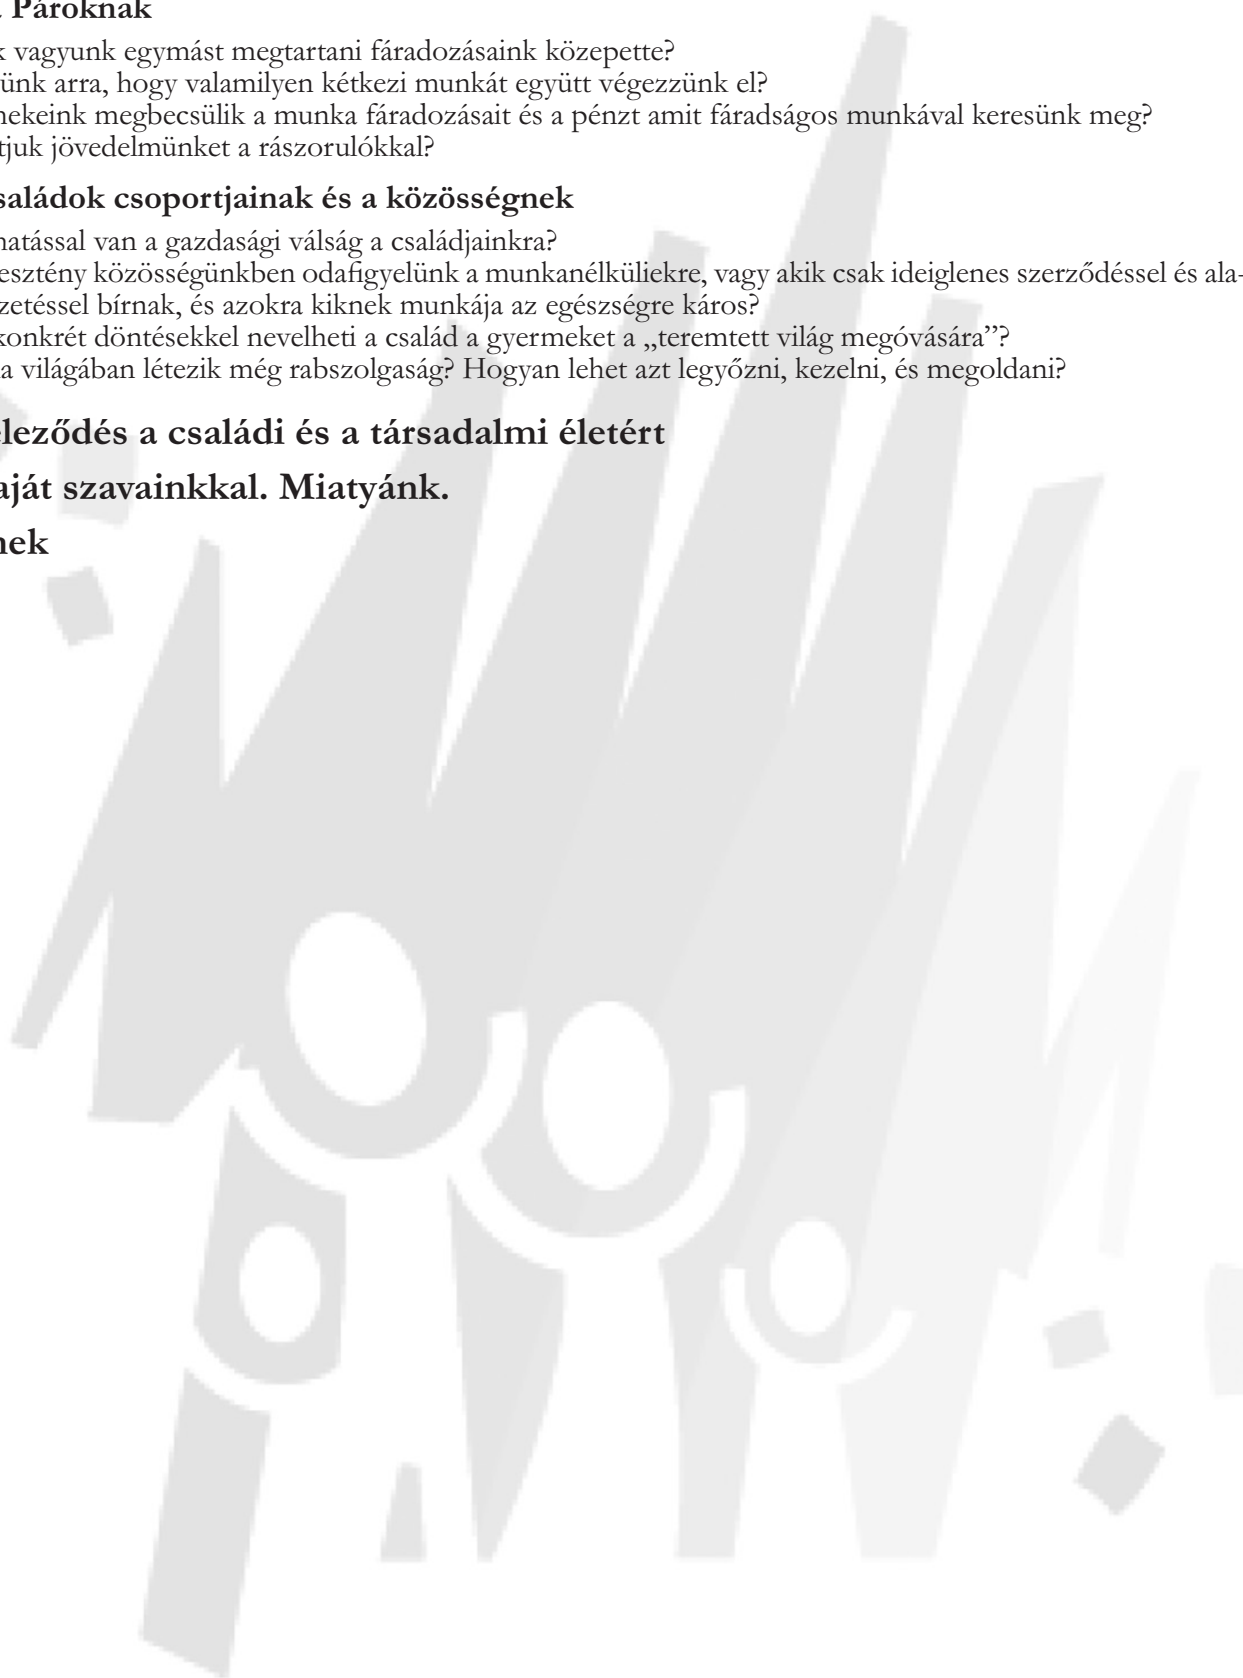 Pároknak
vagyunk egymást megtartani fáradozásaink közepette?
arra, hogy valamilyen kétkezi munkát együtt végezzünk el?
megbecsülik a munka fáradozásait és a pénzt amit fáradságos munkával keresünk meg?
jövedelmünket a rászorulókkal?
saládok csoportjainak és a közösségnek
hatással van a gazdasági válság a családjainkra?
esztény közösségünkben odafigyelünk a munkanélküliekre, vagy akik csak ideiglenes szerződéssel és ala-
zetéssel bírnak, és azokra kiknek munkája az egészségre káros?
konkrét döntésekkel nevelheti a család a gyermeket a „teremtett világ megóvására”?
a világában létezik még rabszolgaság? Hogyan lehet azt legyőzni, kezelni, és megoldani?
eleződés a családi és a társadalmi életért
aját szavainkkal. Miatyánk.
nek